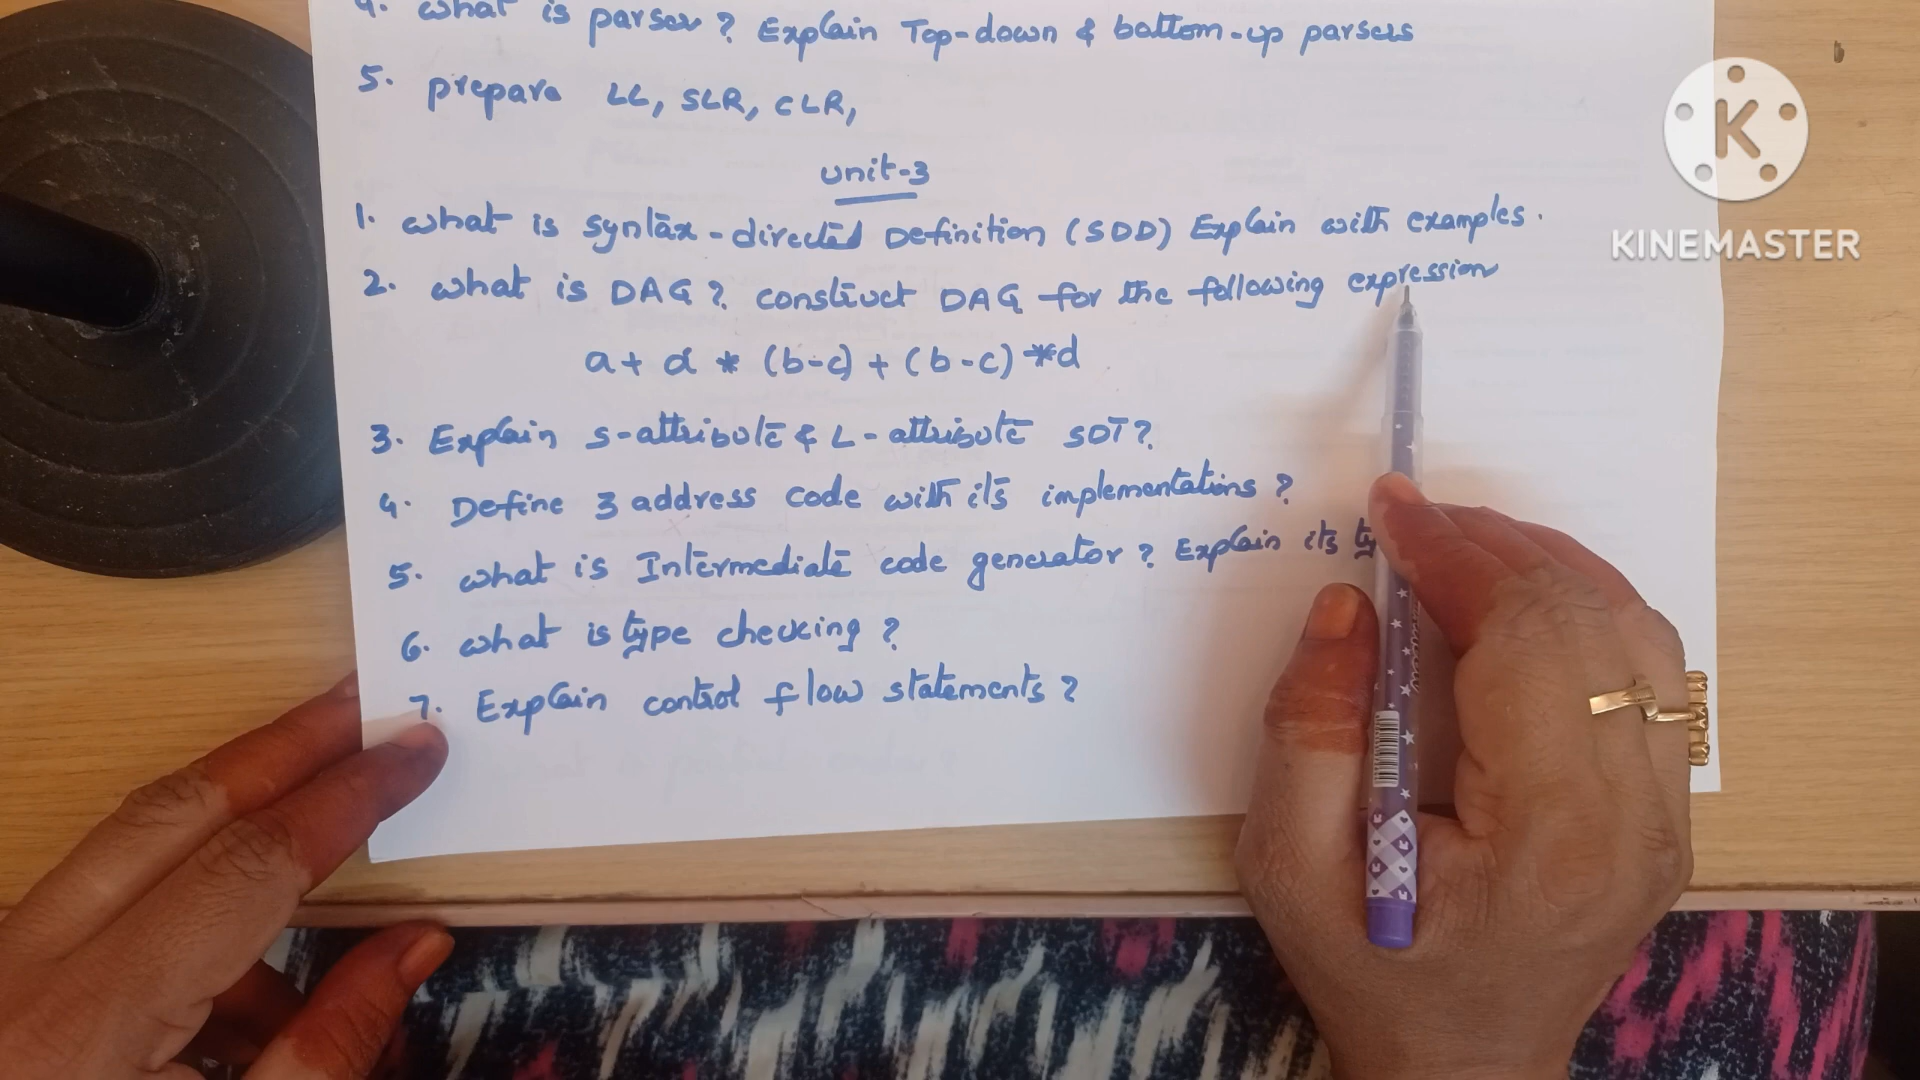 4. what is parser? Explain Top-down & bottom-up parsers
5. prepare LL, SLR, CLR,
unit-3
1. what is syntax-directed Definition (SDD) Explain with examples.
2. what is DAG? construct DAG for the following expression
a + a * (b-c) + (b-c) * d
3. Explain S-attribute & L-attribute SDT?
4. Define 3 address code with its implementations?
5. what is Intermediate code generator? Explain its ty
6. what is type checking?
7. Explain control flow statements?
K
KINEMASTER